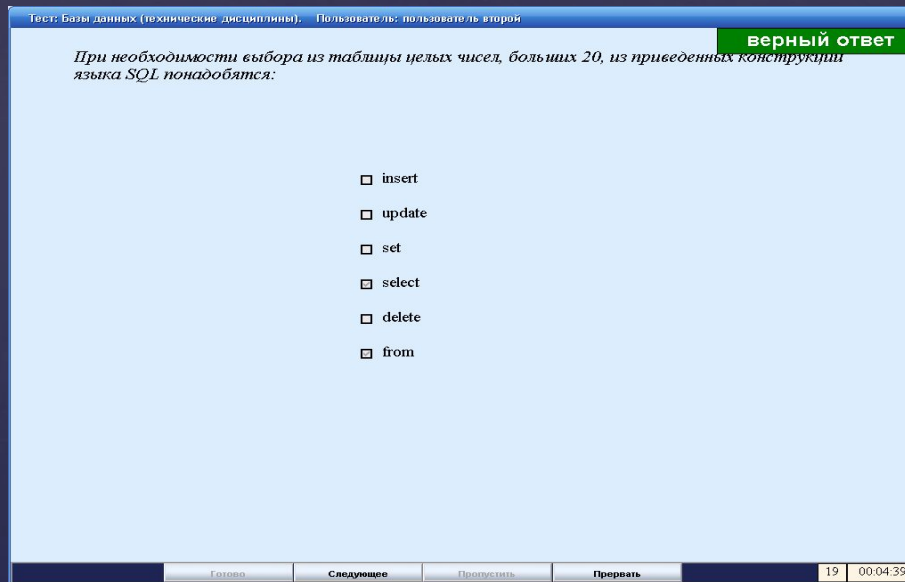 Тест: Базы данных (технические дисциплины). Пользователь: пользователь второй
верный ответ
При необходимости выбора из таблицы целых чисел, больших 20, из приведенных конструкций
языка SQL понадобятся:
insert
update
set
select
delete
from
Готово Следующее Пропустить Прервать 19 00:04:39